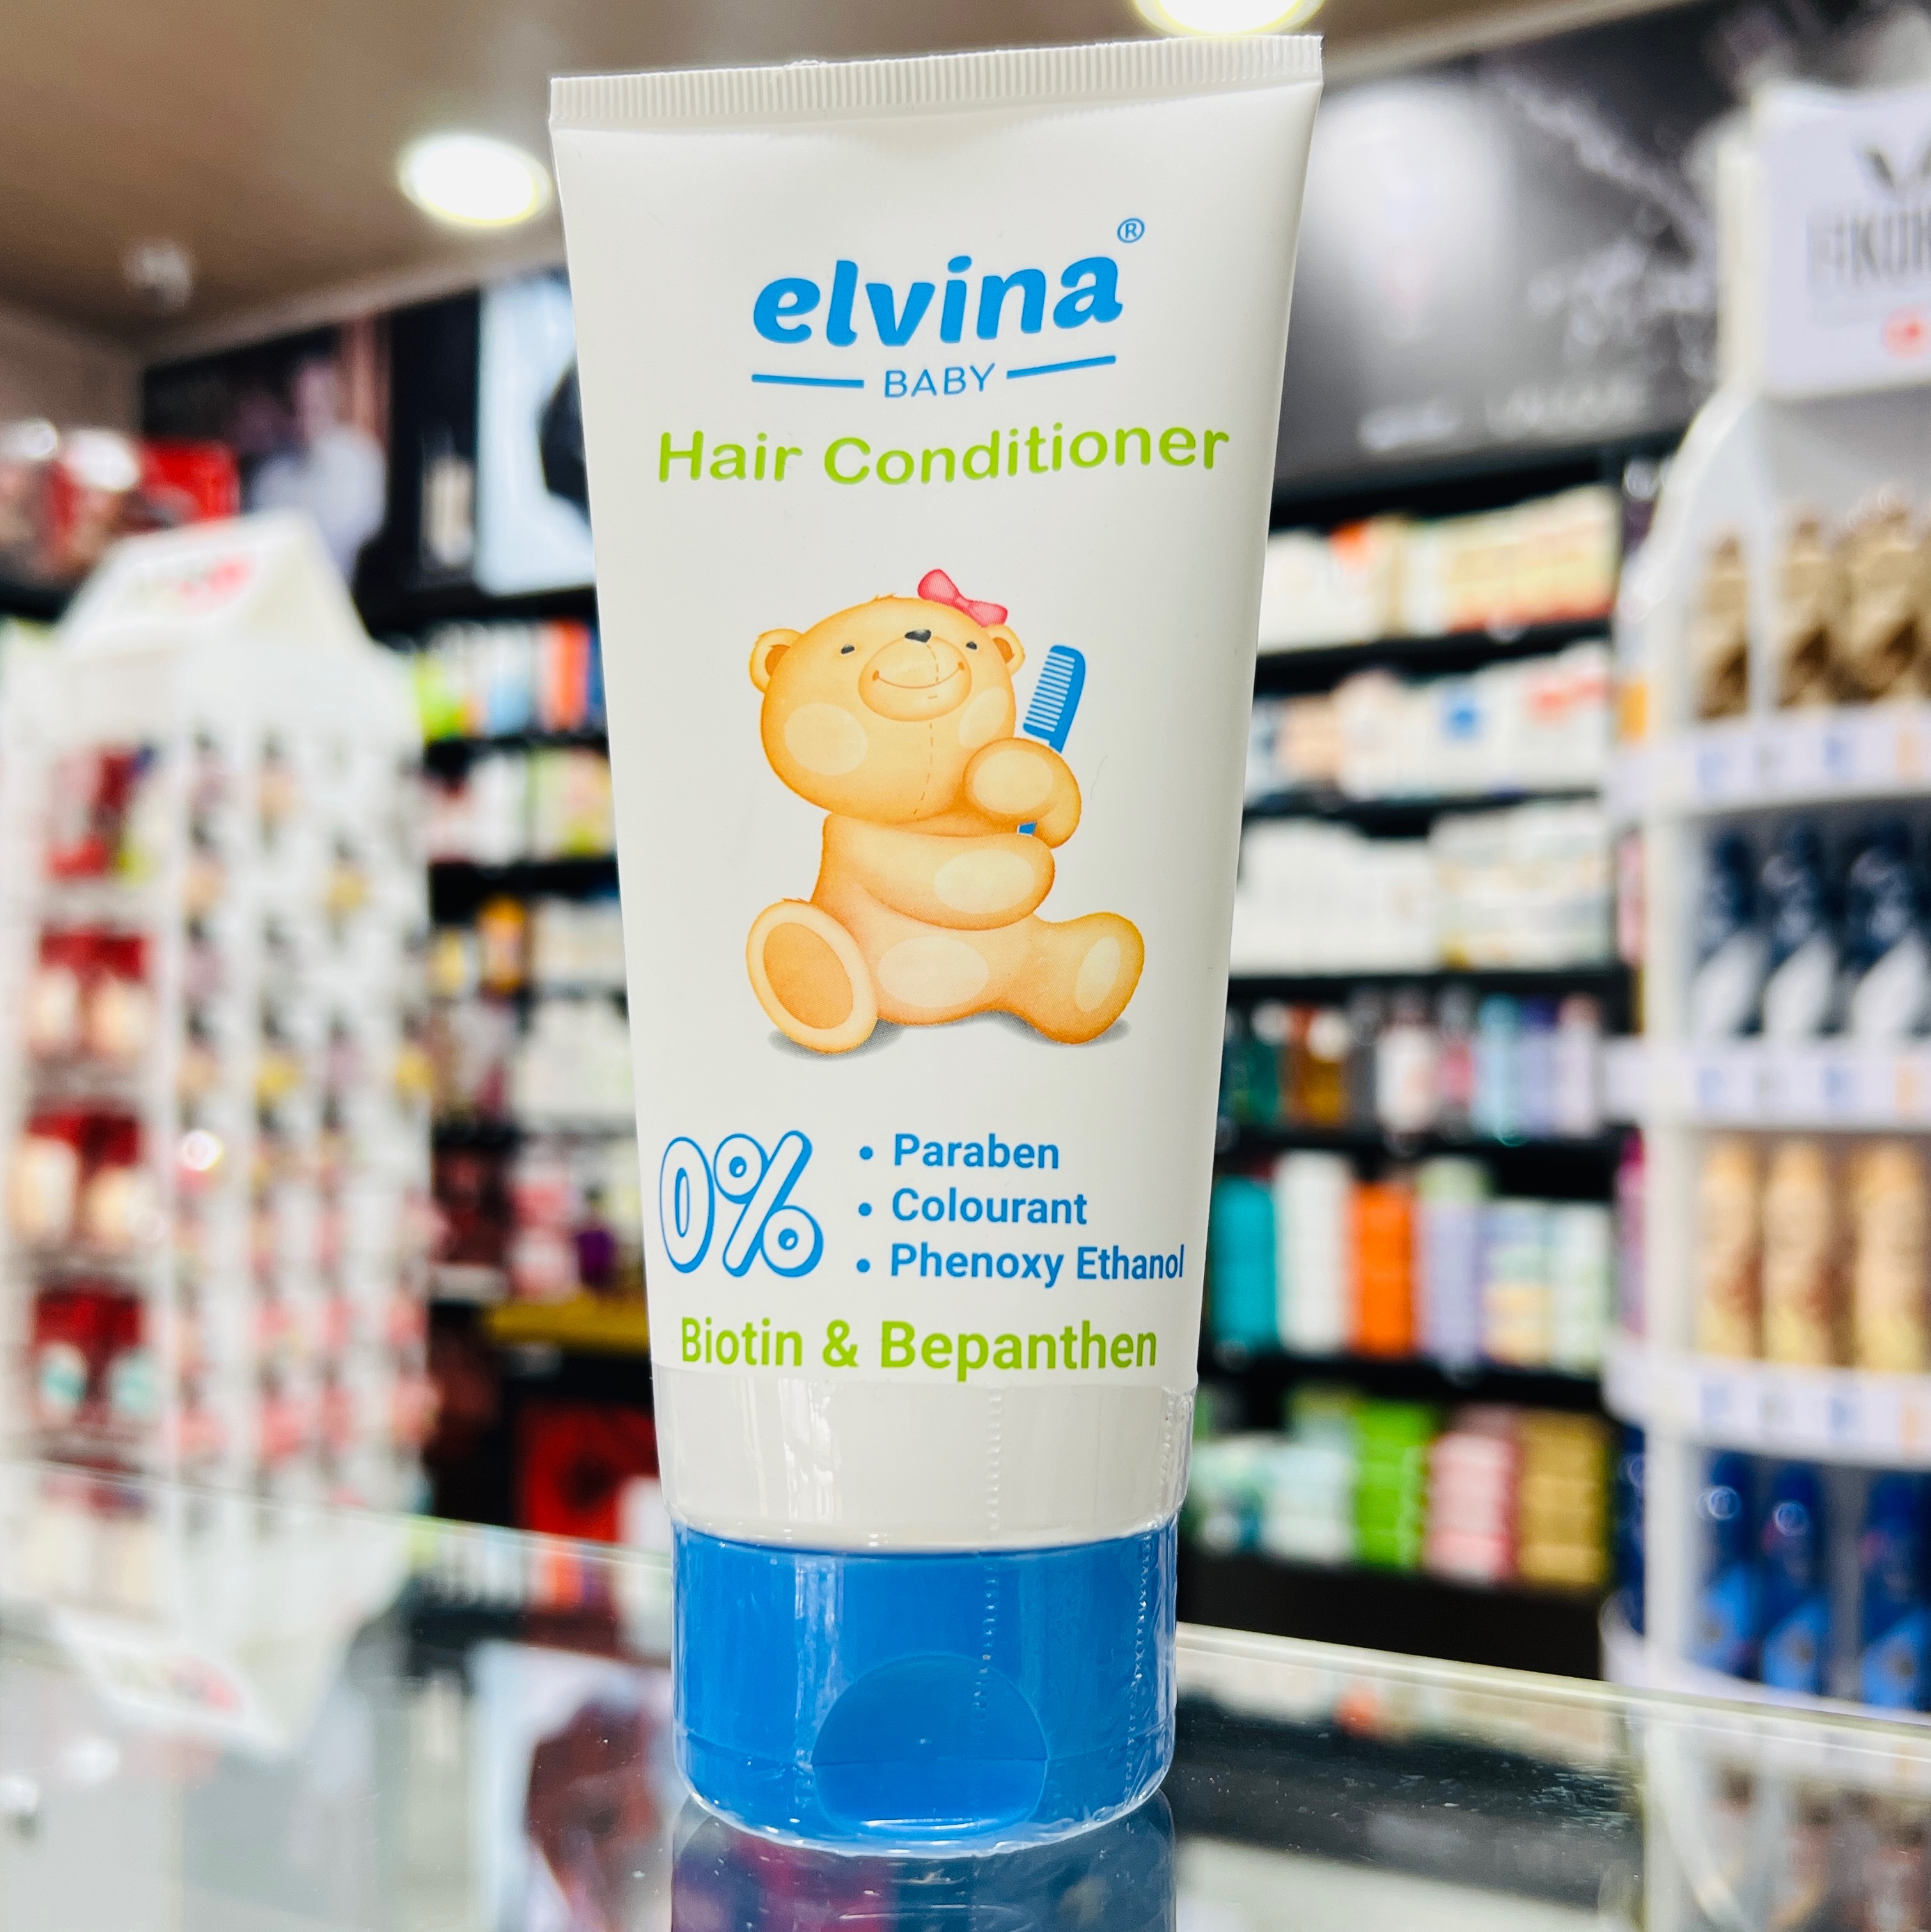 elvina®
BABY
Hair Conditioner
0%
• Paraben
• Colourant
• Phenoxy Ethanol
Biotin & Bepanthen